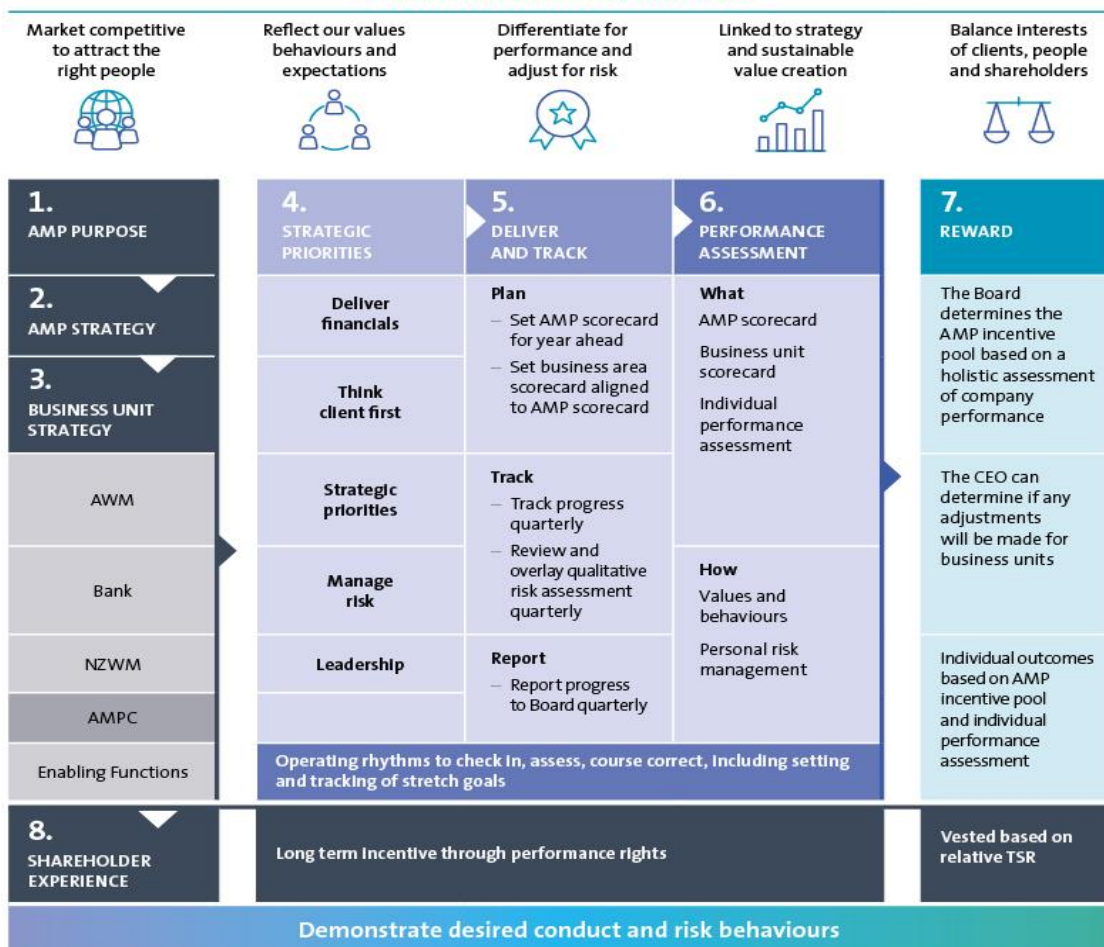 Market competitive
to attract the
right people
Reflect our values
behaviours and
expectations
Differentiate for
performance and
adjust for risk
Linked to strategy
and sustainable
value creation
Balance interests
of clients, people
and shareholders
1.
AMP PURPOSE
2.
AMP STRATEGY
3.
BUSINESS UNIT
STRATEGY
AWM
Bank
NZWM
AMPC
Enabling Functions
4.
STRATEGIC
PRIORITIES
Deliver
financials
Think
client first
Strategic
priorities
Manage
risk
Leadership
5.
DELIVER
AND TRACK
Plan
– Set AMP scorecard
for year ahead
– Set business area
scorecard aligned
to AMP scorecard
Track
– Track progress
quarterly
– Review and
overlay qualitative
risk assessment
quarterly
Report
– Report progress
to Board quarterly
6.
PERFORMANCE
ASSESSMENT
What
AMP scorecard
Business unit
scorecard
Individual
performance
assessment
How
Values and
behaviours
Personal risk
management
Operating rhythms to check in, assess, course correct, including setting
and tracking of stretch goals
7.
REWARD
The Board
determines the
AMP incentive
pool based on a
holistic assessment
of company
performance
The CEO can
determine if any
adjustments
will be made for
business units
Individual outcomes
based on AMP
incentive pool
and individual
performance
assessment
8.
SHAREHOLDER
EXPERIENCE
Long term incentive through performance rights
Vested based on
relative TSR
Demonstrate desired conduct and risk behaviours